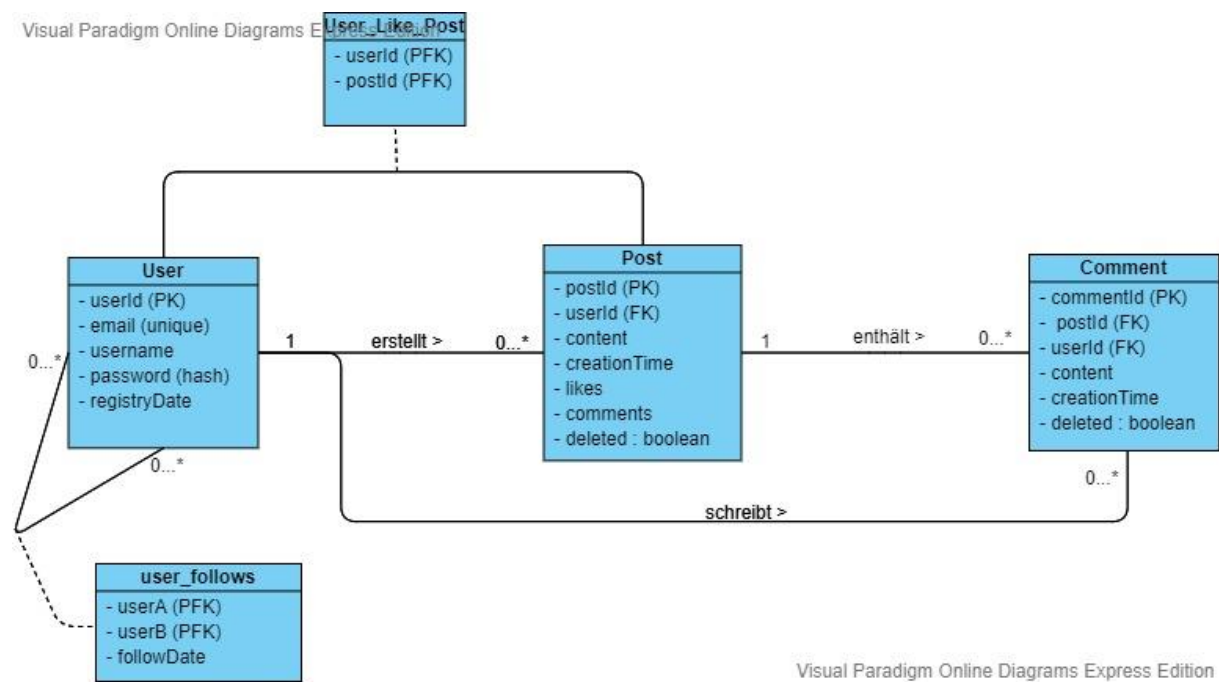 Visual Paradigm Online Diagrams Express Edition
User_Like_Post
- userId (PFK)
- postId (PFK)
User
- userId (PK)
- email (unique)
- username
- password (hash)
- registryDate
Post
- postId (PK)
- userId (FK)
- content
- creationTime
- likes
- comments
- deleted : boolean
Comment
- commentId (PK)
- postId (FK)
- userId (FK)
- content
- creationTime
- deleted : boolean
1
erstellt >
0...*
1
enthält >
0...*
0...*
0...*
0...*
schreibt >
user_follows
- userA (PFK)
- userB (PFK)
- followDate
Visual Paradigm Online Diagrams Express Edition